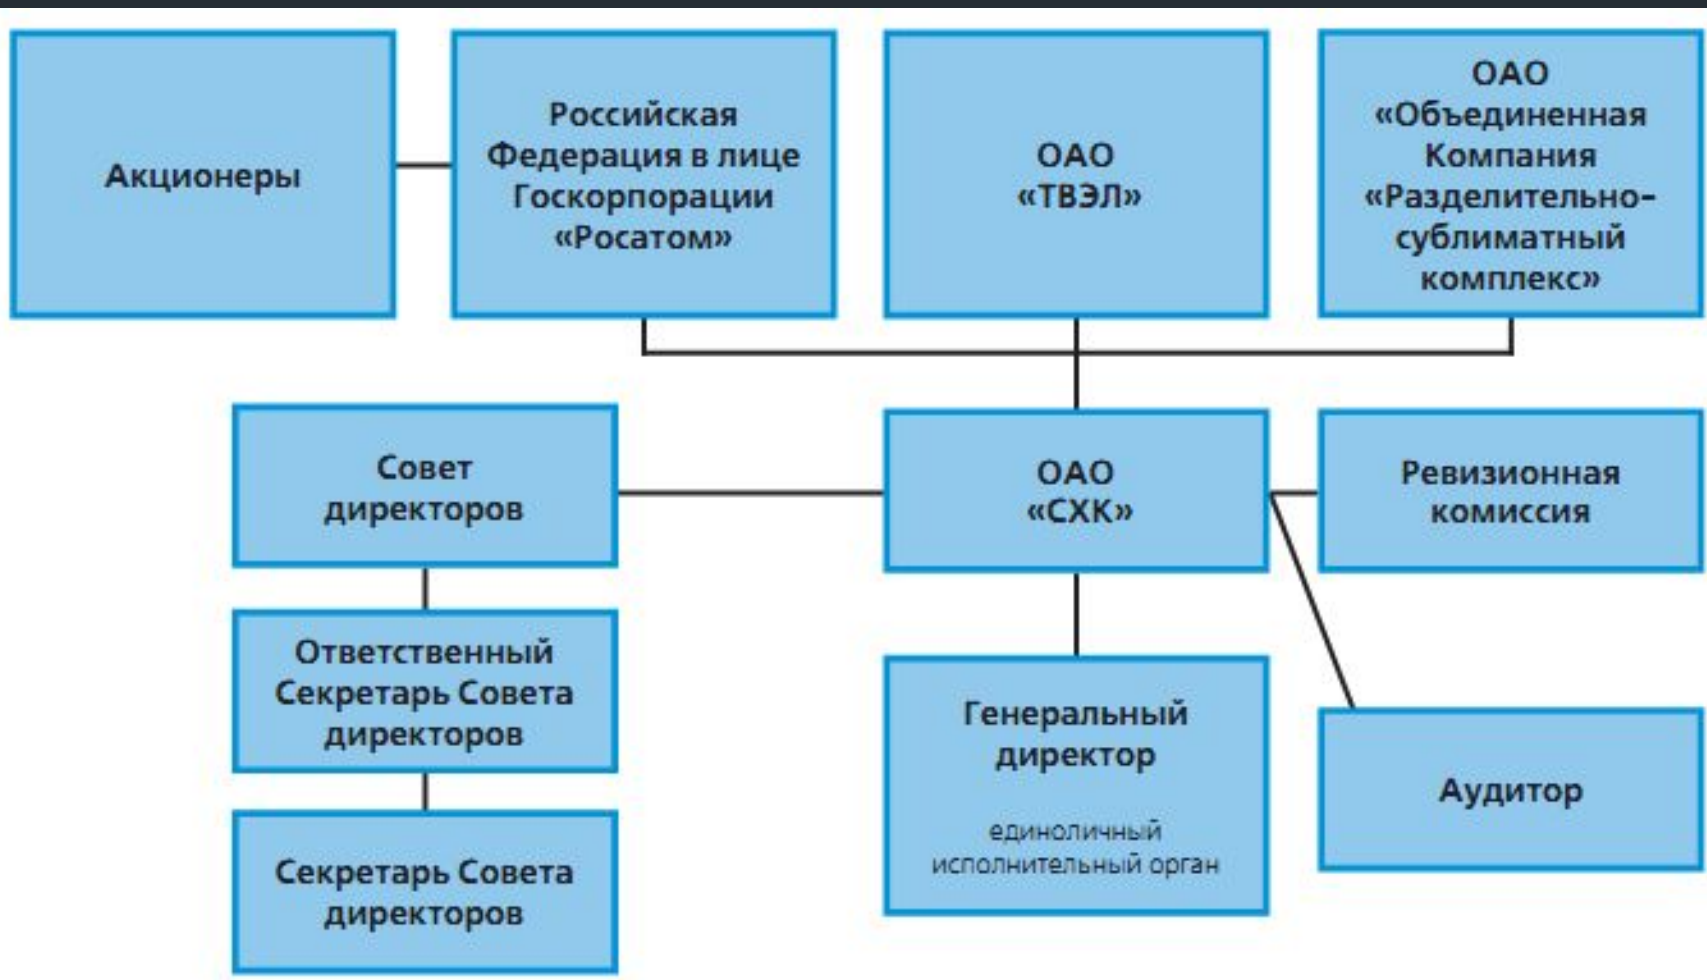 Акционеры
Российская
Федерация в лице
Госкорпорации
«Росатом»
ОАО
«ТВЭЛ»
ОАО
«Объединенная
Компания
«Разделительно-
сублиматный
комплекс»
Совет
директоров
ОАО
«СХК»
Ревизионная
комиссия
Ответственный
Секретарь Совета
директоров
Генеральный
директор
единоличный
исполнительный орган
Аудитор
Секретарь Совета
директоров